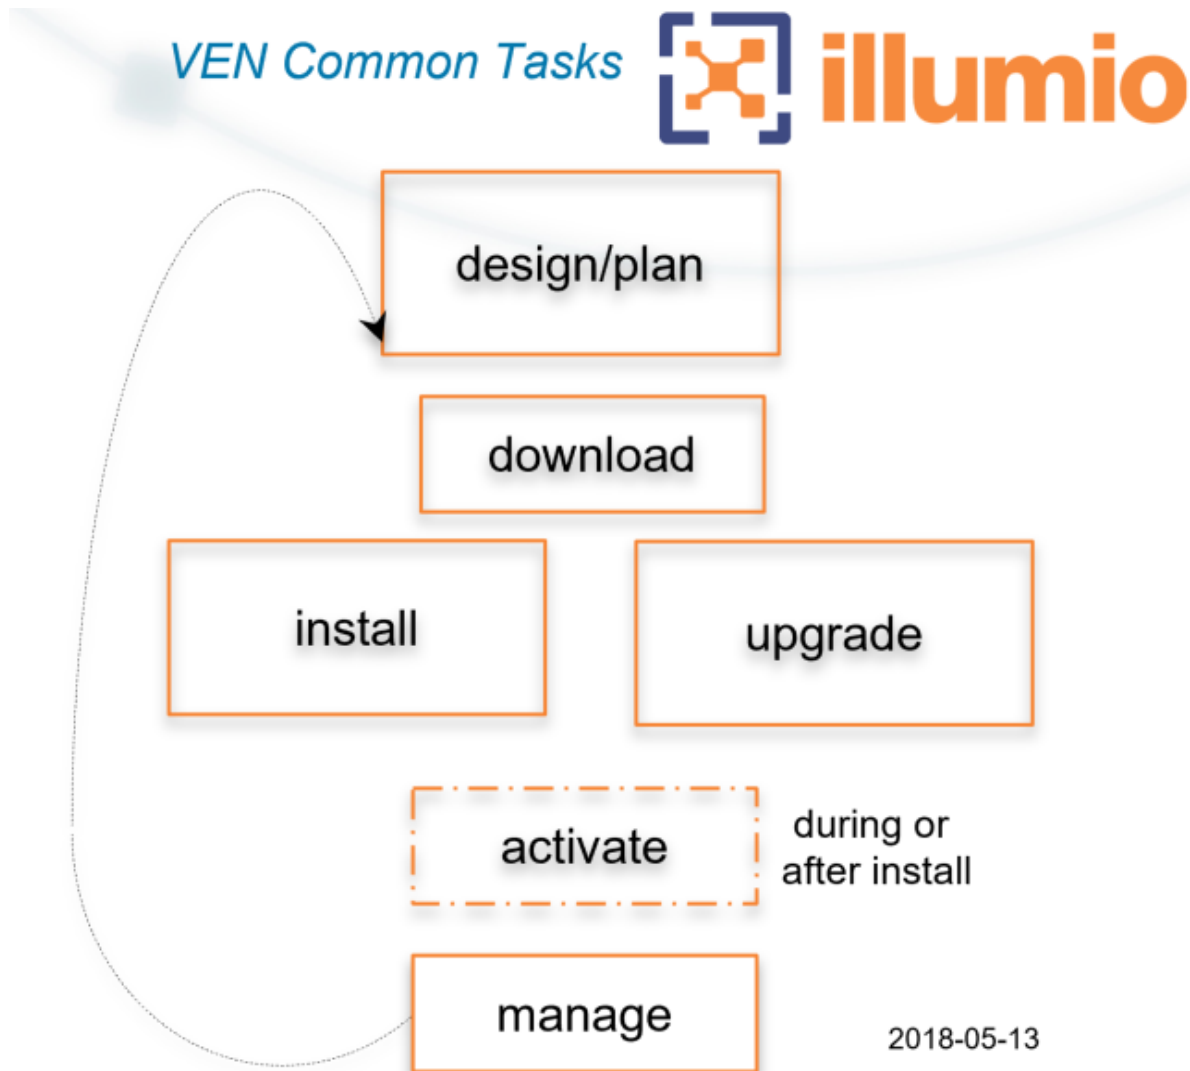 VEN Common Tasks
illumio
design/plan
download
install
upgrade
activate
during or
after install
manage
2018-05-13